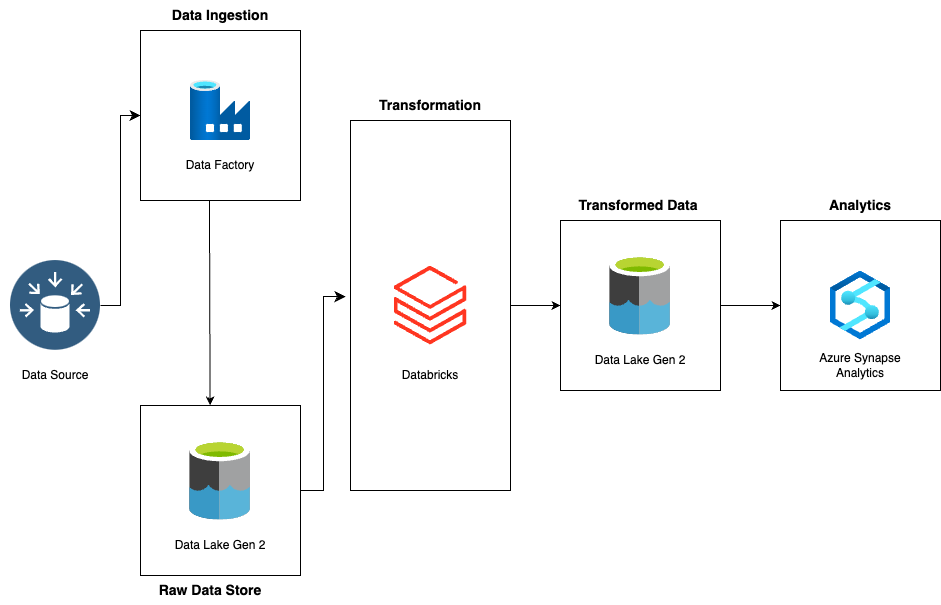 Data Ingestion
Data Factory
Transformation
Databricks
Transformed Data
Data Lake Gen 2
Analytics
Azure Synapse
Analytics
Data Source
Data Lake Gen 2
Raw Data Store